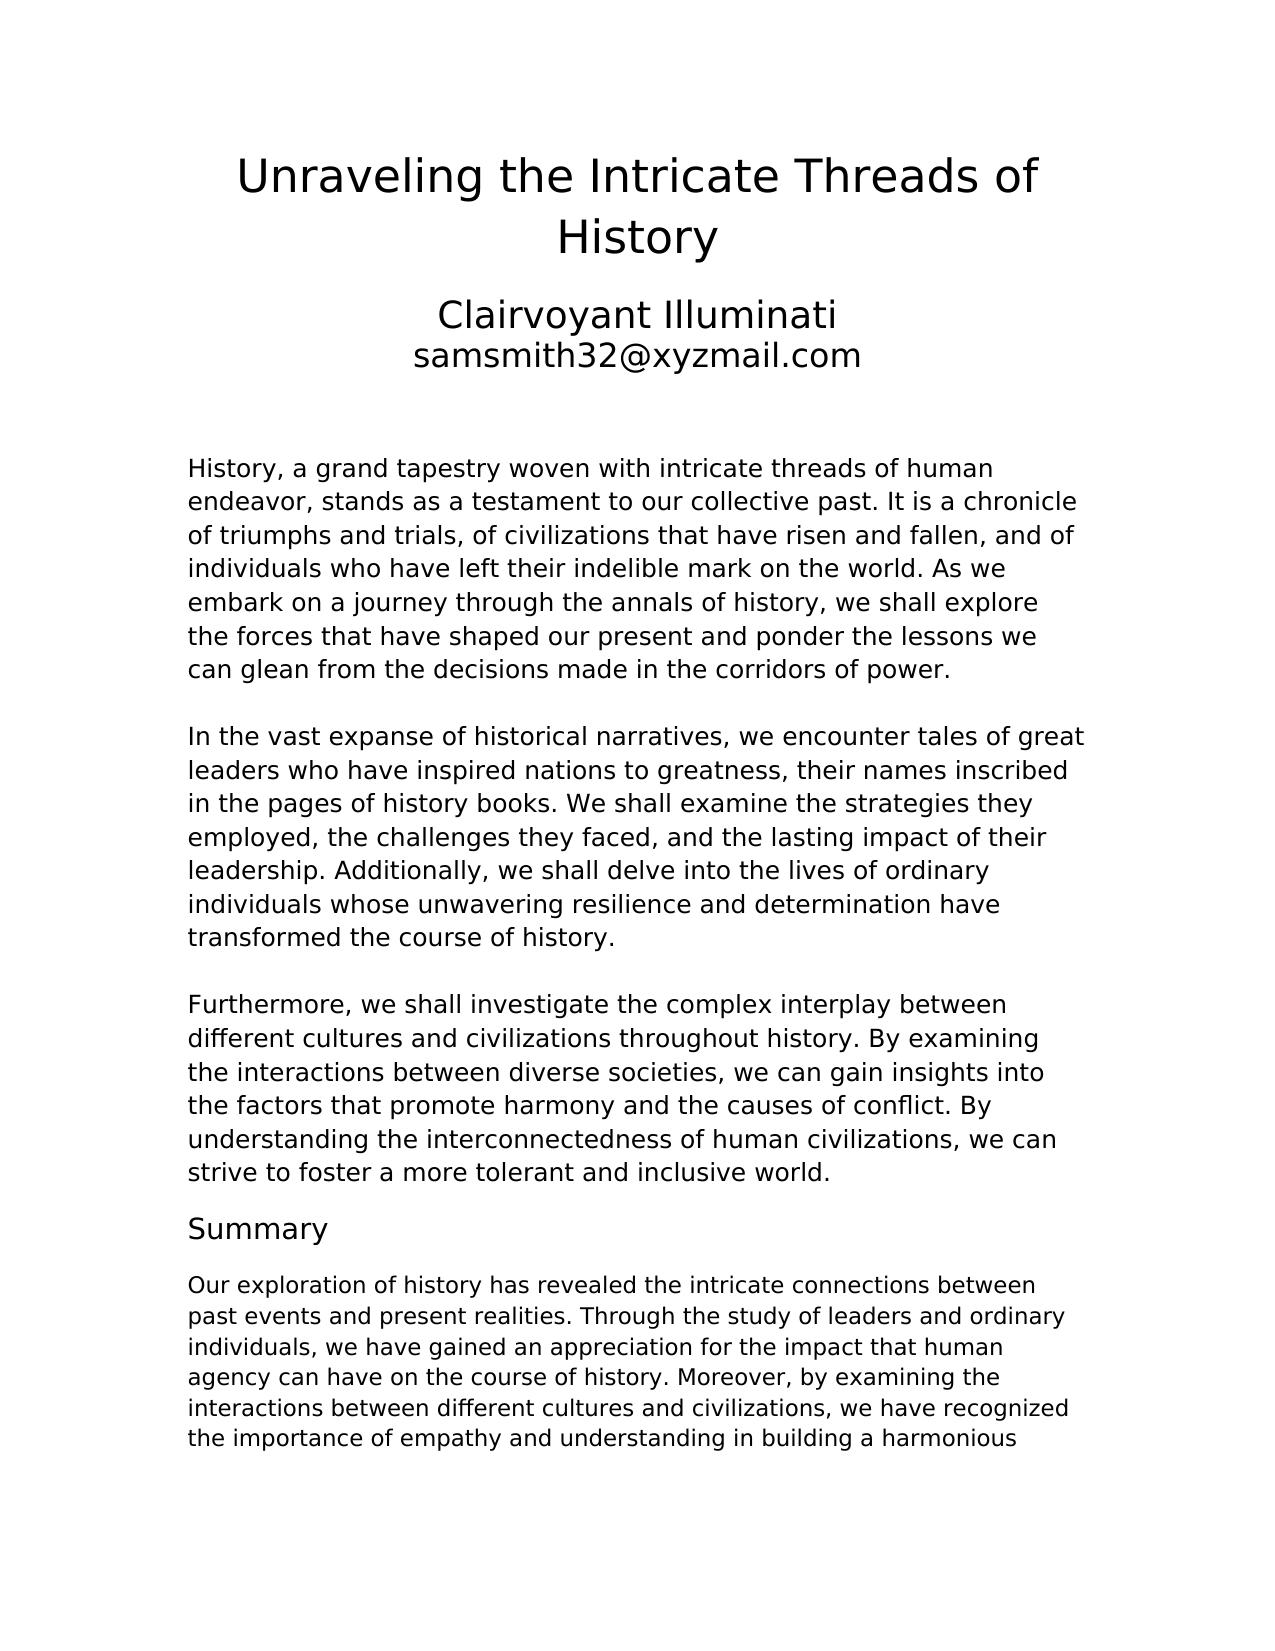 Unraveling the Intricate Threads of
History
Clairvoyant Illuminati
samsmith32@xyzmail.com
History, a grand tapestry woven with intricate threads of human
endeavor, stands as a testament to our collective past. It is a chronicle
of triumphs and trials, of civilizations that have risen and fallen, and of
individuals who have left their indelible mark on the world. As we
embark on a journey through the annals of history, we shall explore
the forces that have shaped our present and ponder the lessons we
can glean from the decisions made in the corridors of power.
In the vast expanse of historical narratives, we encounter tales of great
leaders who have inspired nations to greatness, their names inscribed
in the pages of history books. We shall examine the strategies they
employed, the challenges they faced, and the lasting impact of their
leadership. Additionally, we shall delve into the lives of ordinary
individuals whose unwavering resilience and determination have
transformed the course of history.
Furthermore, we shall investigate the complex interplay between
different cultures and civilizations throughout history. By examining
the interactions between diverse societies, we can gain insights into
the factors that promote harmony and the causes of conflict. By
understanding the interconnectedness of human civilizations, we can
strive to foster a more tolerant and inclusive world.
Summary
Our exploration of history has revealed the intricate connections between
past events and present realities. Through the study of leaders and ordinary
individuals, we have gained an appreciation for the impact that human
agency can have on the course of history. Moreover, by examining the
interactions between different cultures and civilizations, we have recognized
the importance of empathy and understanding in building a harmonious